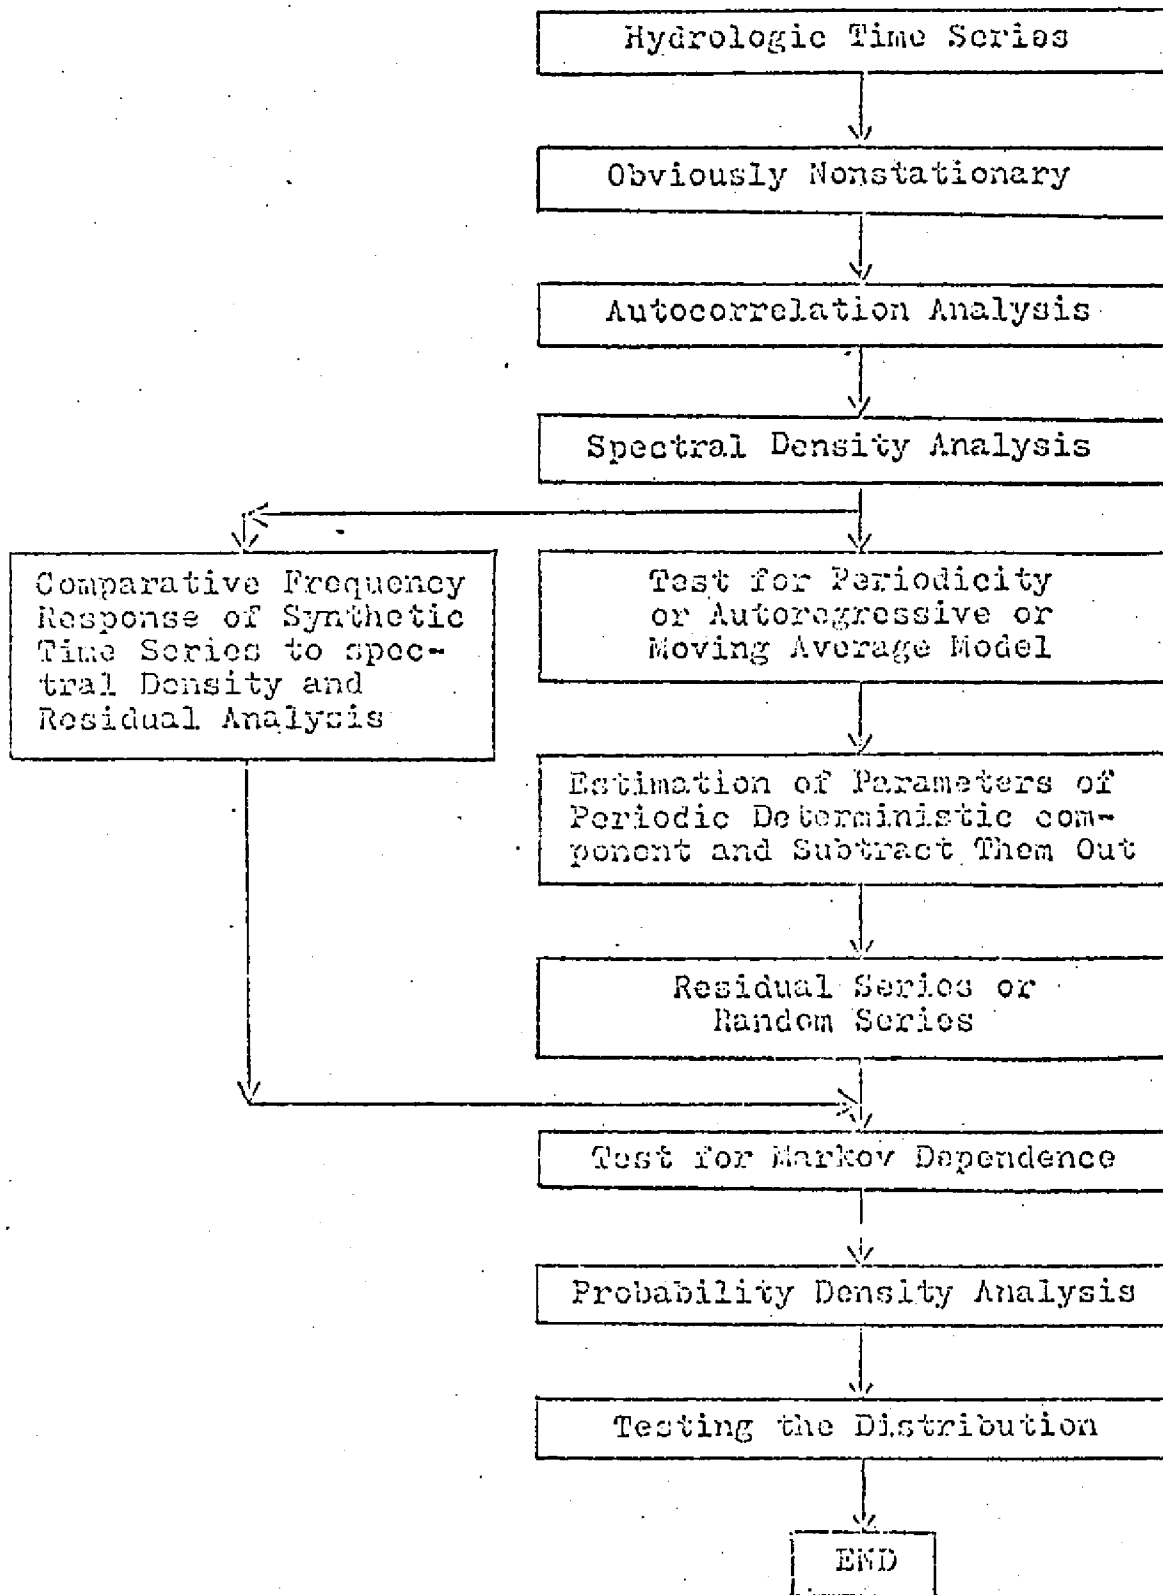 Hydrologic Time Series
Obviously Nonstationary
Autocorrelation Analysis
Spectral Density Analysis
Comparative Frequency
Response of Synthetic
Time Series to spec-
tral Density and
Residual Analysis
Test for Periodicity
or Autoregressive or
Moving Average Model
Estimation of Parameters of
Periodic Deterministic com-
ponent and Subtract Them Out
Residual Series or
Random Series
Test for Markov Dependence
Probability Density Analysis
Testing the Distribution
END